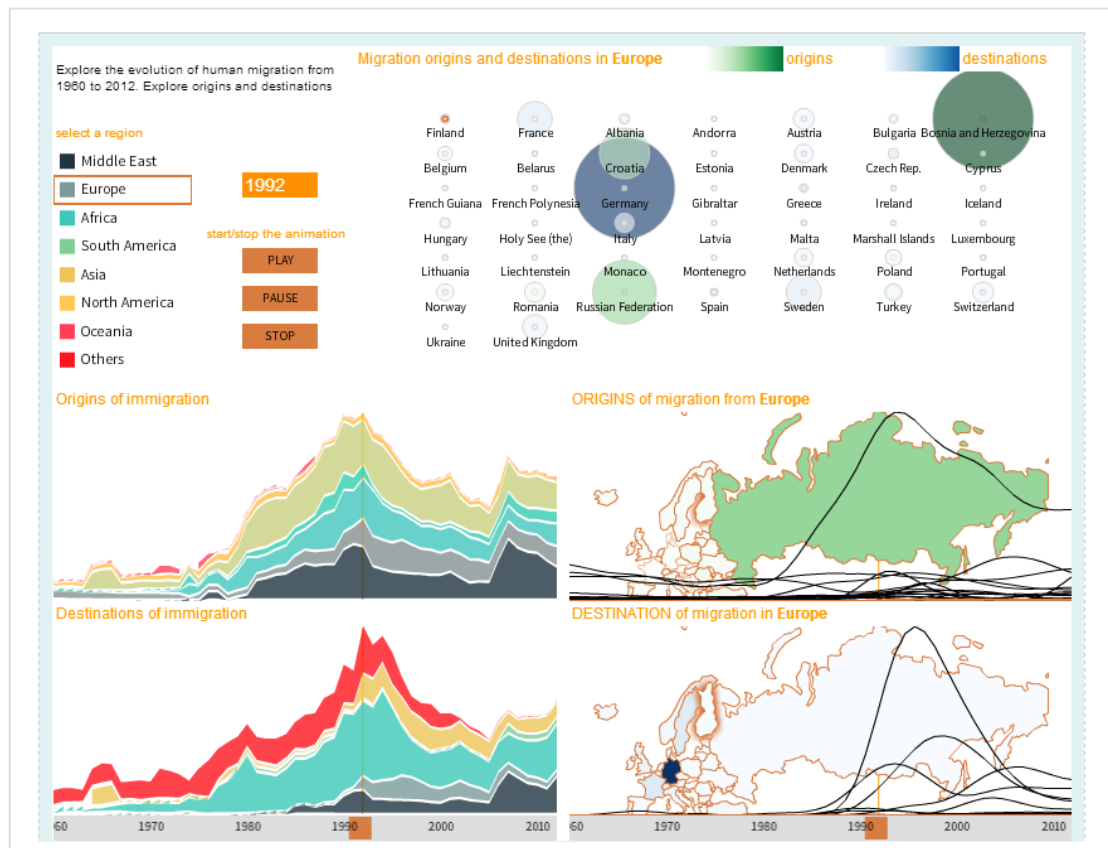 Explore the evolution of human migration from
1960 to 2012. Explore origins and destinations
Migration origins and destinations in Europe
origins
destinations
select a region
Middle East
Europe
Africa
South America
Asia
North America
Oceania
Others
1992
start/stop the animation
PLAY
PAUSE
STOP
Finland France Albania Andorra Austria Bulgaria Bosnia and Herzegovina
Belgium Belarus Croatia Estonia Denmark Czech Rep. Cyprus
French Guiana French Polynesia Germany Gibraltar Greece Ireland Iceland
Hungary Holy See (the) Italy Latvia Malta Marshall Islands Luxembourg
Lithuania Liechtenstein Monaco Montenegro Netherlands Poland Portugal
Norway Romania Russian Federation Spain Sweden Turkey Switzerland
Ukraine United Kingdom
Origins of immigration
ORIGINS of migration from Europe
Destinations of immigration
DESTINATION of migration in Europe
60 1970 1980 1990 2000 2010
60 1970 1980 1990 2000 2010